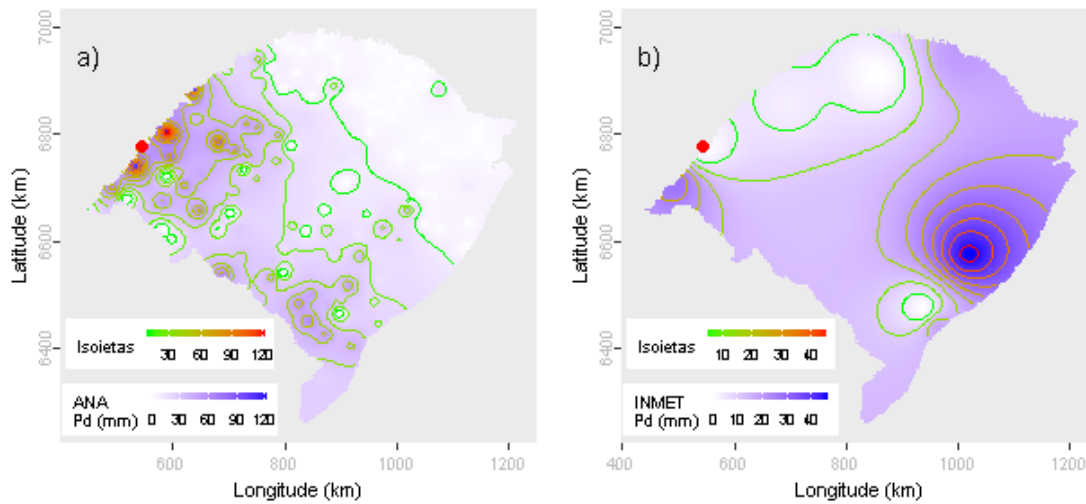 a)
Latitude (km)
7000
6800
6600
6400
Isoietas
30 60 90 120
ANA
Pd (mm)
0 30 60 90 120
600 800 1000 1200
Longitude (km)
b)
Latitude (km)
7000
6800
6600
6400
Isoietas
10 20 30 40
INMET
Pd (mm)
0 10 20 30 40
400 600 800 1000 1200
Longitude (km)